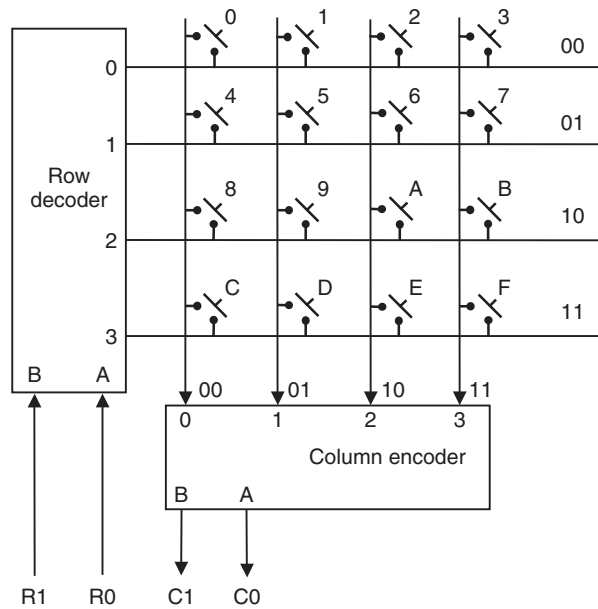 0 1 2 3 00
0
4 5 6 7 01
1
Row
decoder
8 9 A B 10
2
C D E F 11
3
B A
00 01 10 11
0 1 2 3
Column encoder
B A
R1 R0 C1 C0